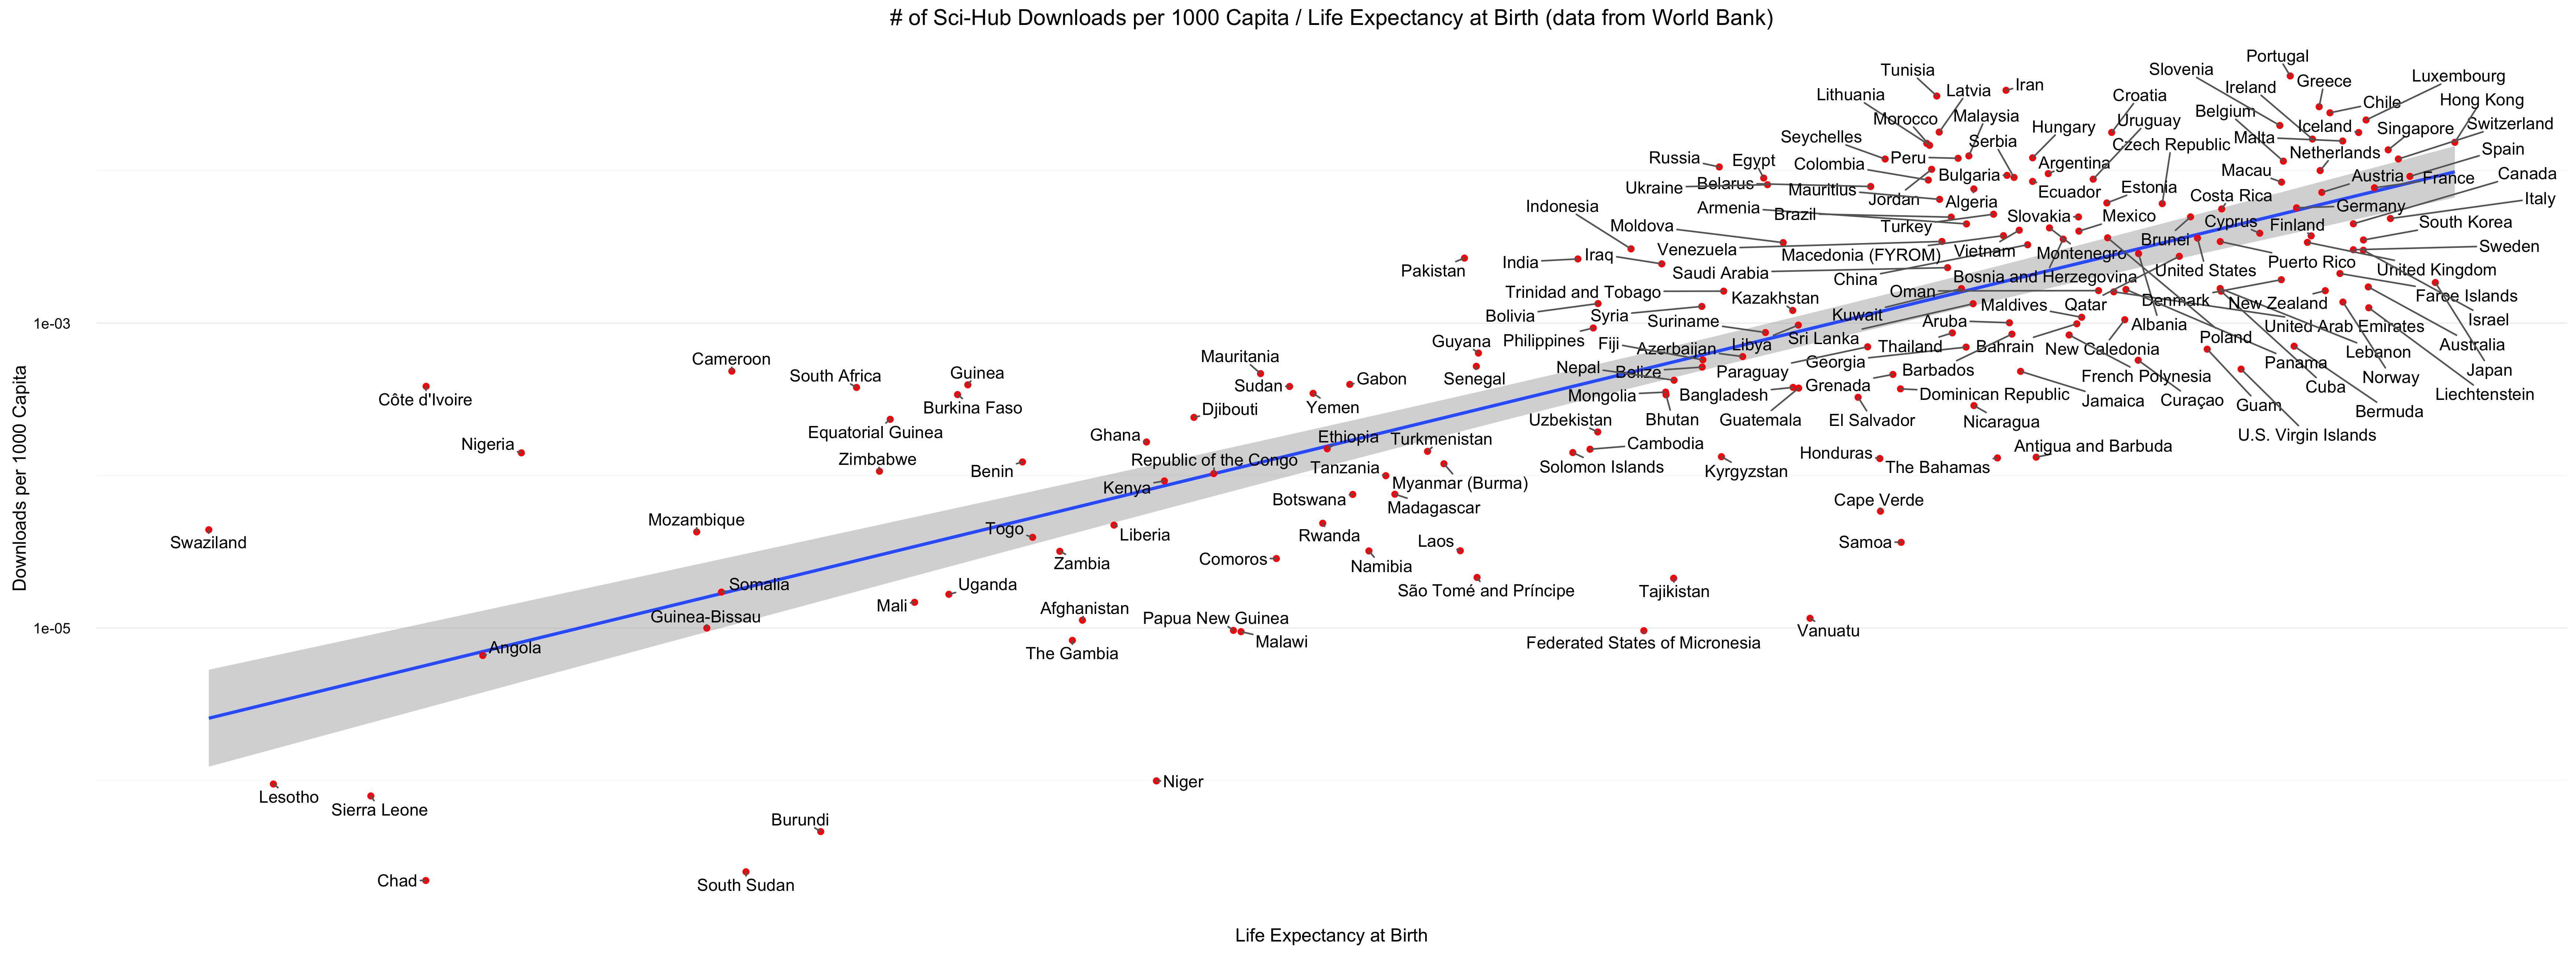 # of Sci-Hub Downloads per 1000 Capita / Life Expectancy at Birth (data from World Bank)
Portugal
Slovenia
Tunisia
Luxembourg
Greece
Iran
Ireland
Latvia
Lithuania
Croatia
Hong Kong
Chile
Belgium
Malaysia
Morocco
Uruguay
Switzerland
Iceland
Singapore
Hungary
Seychelles
Malta
Serbia
Czech Republic
Spain
Netherlands
Russia
Peru
Egypt
Argentina
Colombia
Macau
Canada
Bulgaria
Austria
France
Belarus
Ukraine
Mauritius
Ecuador
Estonia
Costa Rica
Italy
Jordan
Algeria
Indonesia
Germany
Armenia
Brazil
Slovakia
Mexico
Cyprus
South Korea
Moldova
Turkey
Finland
Brunei
Sweden
Venezuela
Vietnam
Montenegro
Iraq
Macedonia (FYROM)
India
Puerto Rico
Pakistan
United States
United Kingdom
Saudi Arabia
Bosnia and Herzegovina
China
Trinidad and Tobago
Oman
Faroe Islands
Kazakhstan
Denmark
New Zealand
Maldives
Qatar
Bolivia
Syria
Kuwait
Israel
Suriname
Aruba
Albania
United Arab Emirates
1e-03
Poland
Sri Lanka
Philippines
Guyana
Fiji
Libya
Azerbaijan
Thailand
Bahrain
New Caledonia
Australia
Lebanon
Mauritania
Cameroon
Georgia
Panama
Nepal
Belize
Paraguay
Barbados
Japan
Guinea
South Africa
Gabon
Senegal
French Polynesia
Norway
Sudan
Grenada
Cuba
Côte d'Ivoire
Mongolia
Bangladesh
Dominican Republic
Jamaica
Curaçao
Liechtenstein
Burkina Faso
Yemen
Guam
Djibouti
Bermuda
Uzbekistan
Bhutan
Guatemala
El Salvador
Nicaragua
Equatorial Guinea
Ghana
Ethiopia
Turkmenistan
U.S. Virgin Islands
Nigeria
Cambodia
Antigua and Barbuda
Zimbabwe
Republic of the Congo
Honduras
Benin
Tanzania
Solomon Islands
The Bahamas
Kyrgyzstan
Kenya
Myanmar (Burma)
Botswana
Cape Verde
Madagascar
Mozambique
Togo
Liberia
Rwanda
Swaziland
Laos
Samoa
Comoros
Zambia
Namibia
Somalia
Uganda
São Tomé and Príncipe
Tajikistan
Mali
Afghanistan
Guinea-Bissau
Papua New Guinea
1e-05
Vanuatu
Malawi
Federated States of Micronesia
Angola
The Gambia
Niger
Lesotho
Sierra Leone
Burundi
Chad
South Sudan
Downloads per 1000 Capita
Life Expectancy at Birth